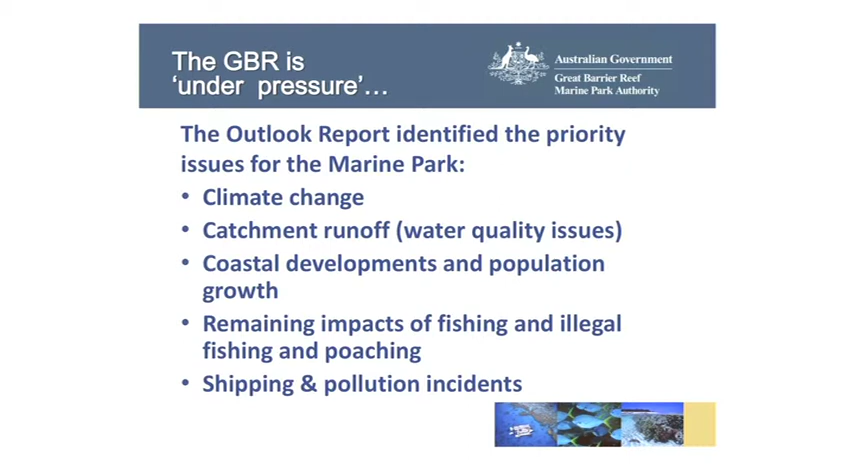 The GBR is
‘under pressure’…
Australian Government
Great Barrier Reef
Marine Park Authority
The Outlook Report identified the priority
issues for the Marine Park:
• Climate change
• Catchment runoff (water quality issues)
• Coastal developments and population
growth
• Remaining impacts of fishing and illegal
fishing and poaching
• Shipping & pollution incidents